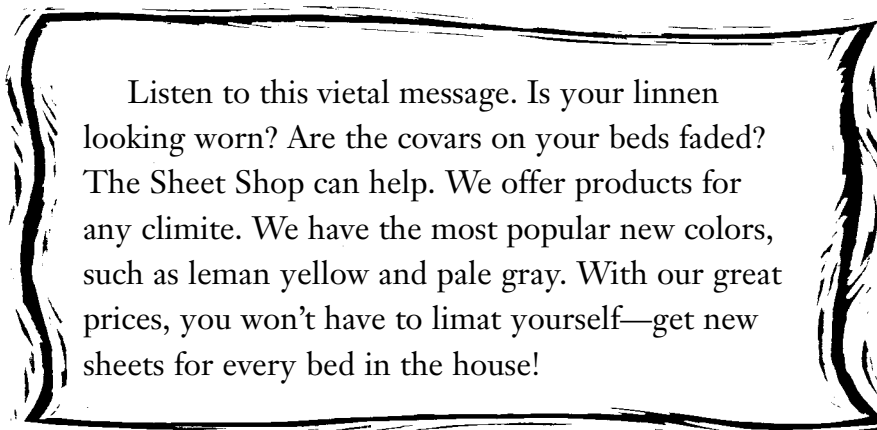 Listen to this vietal message. Is your linnen
looking worn? Are the covars on your beds faded?
The Sheet Shop can help. We offer products for
any climite. We have the most popular new colors,
such as leman yellow and pale gray. With our great
prices, you won’t have to limat yourself—get new
sheets for every bed in the house!